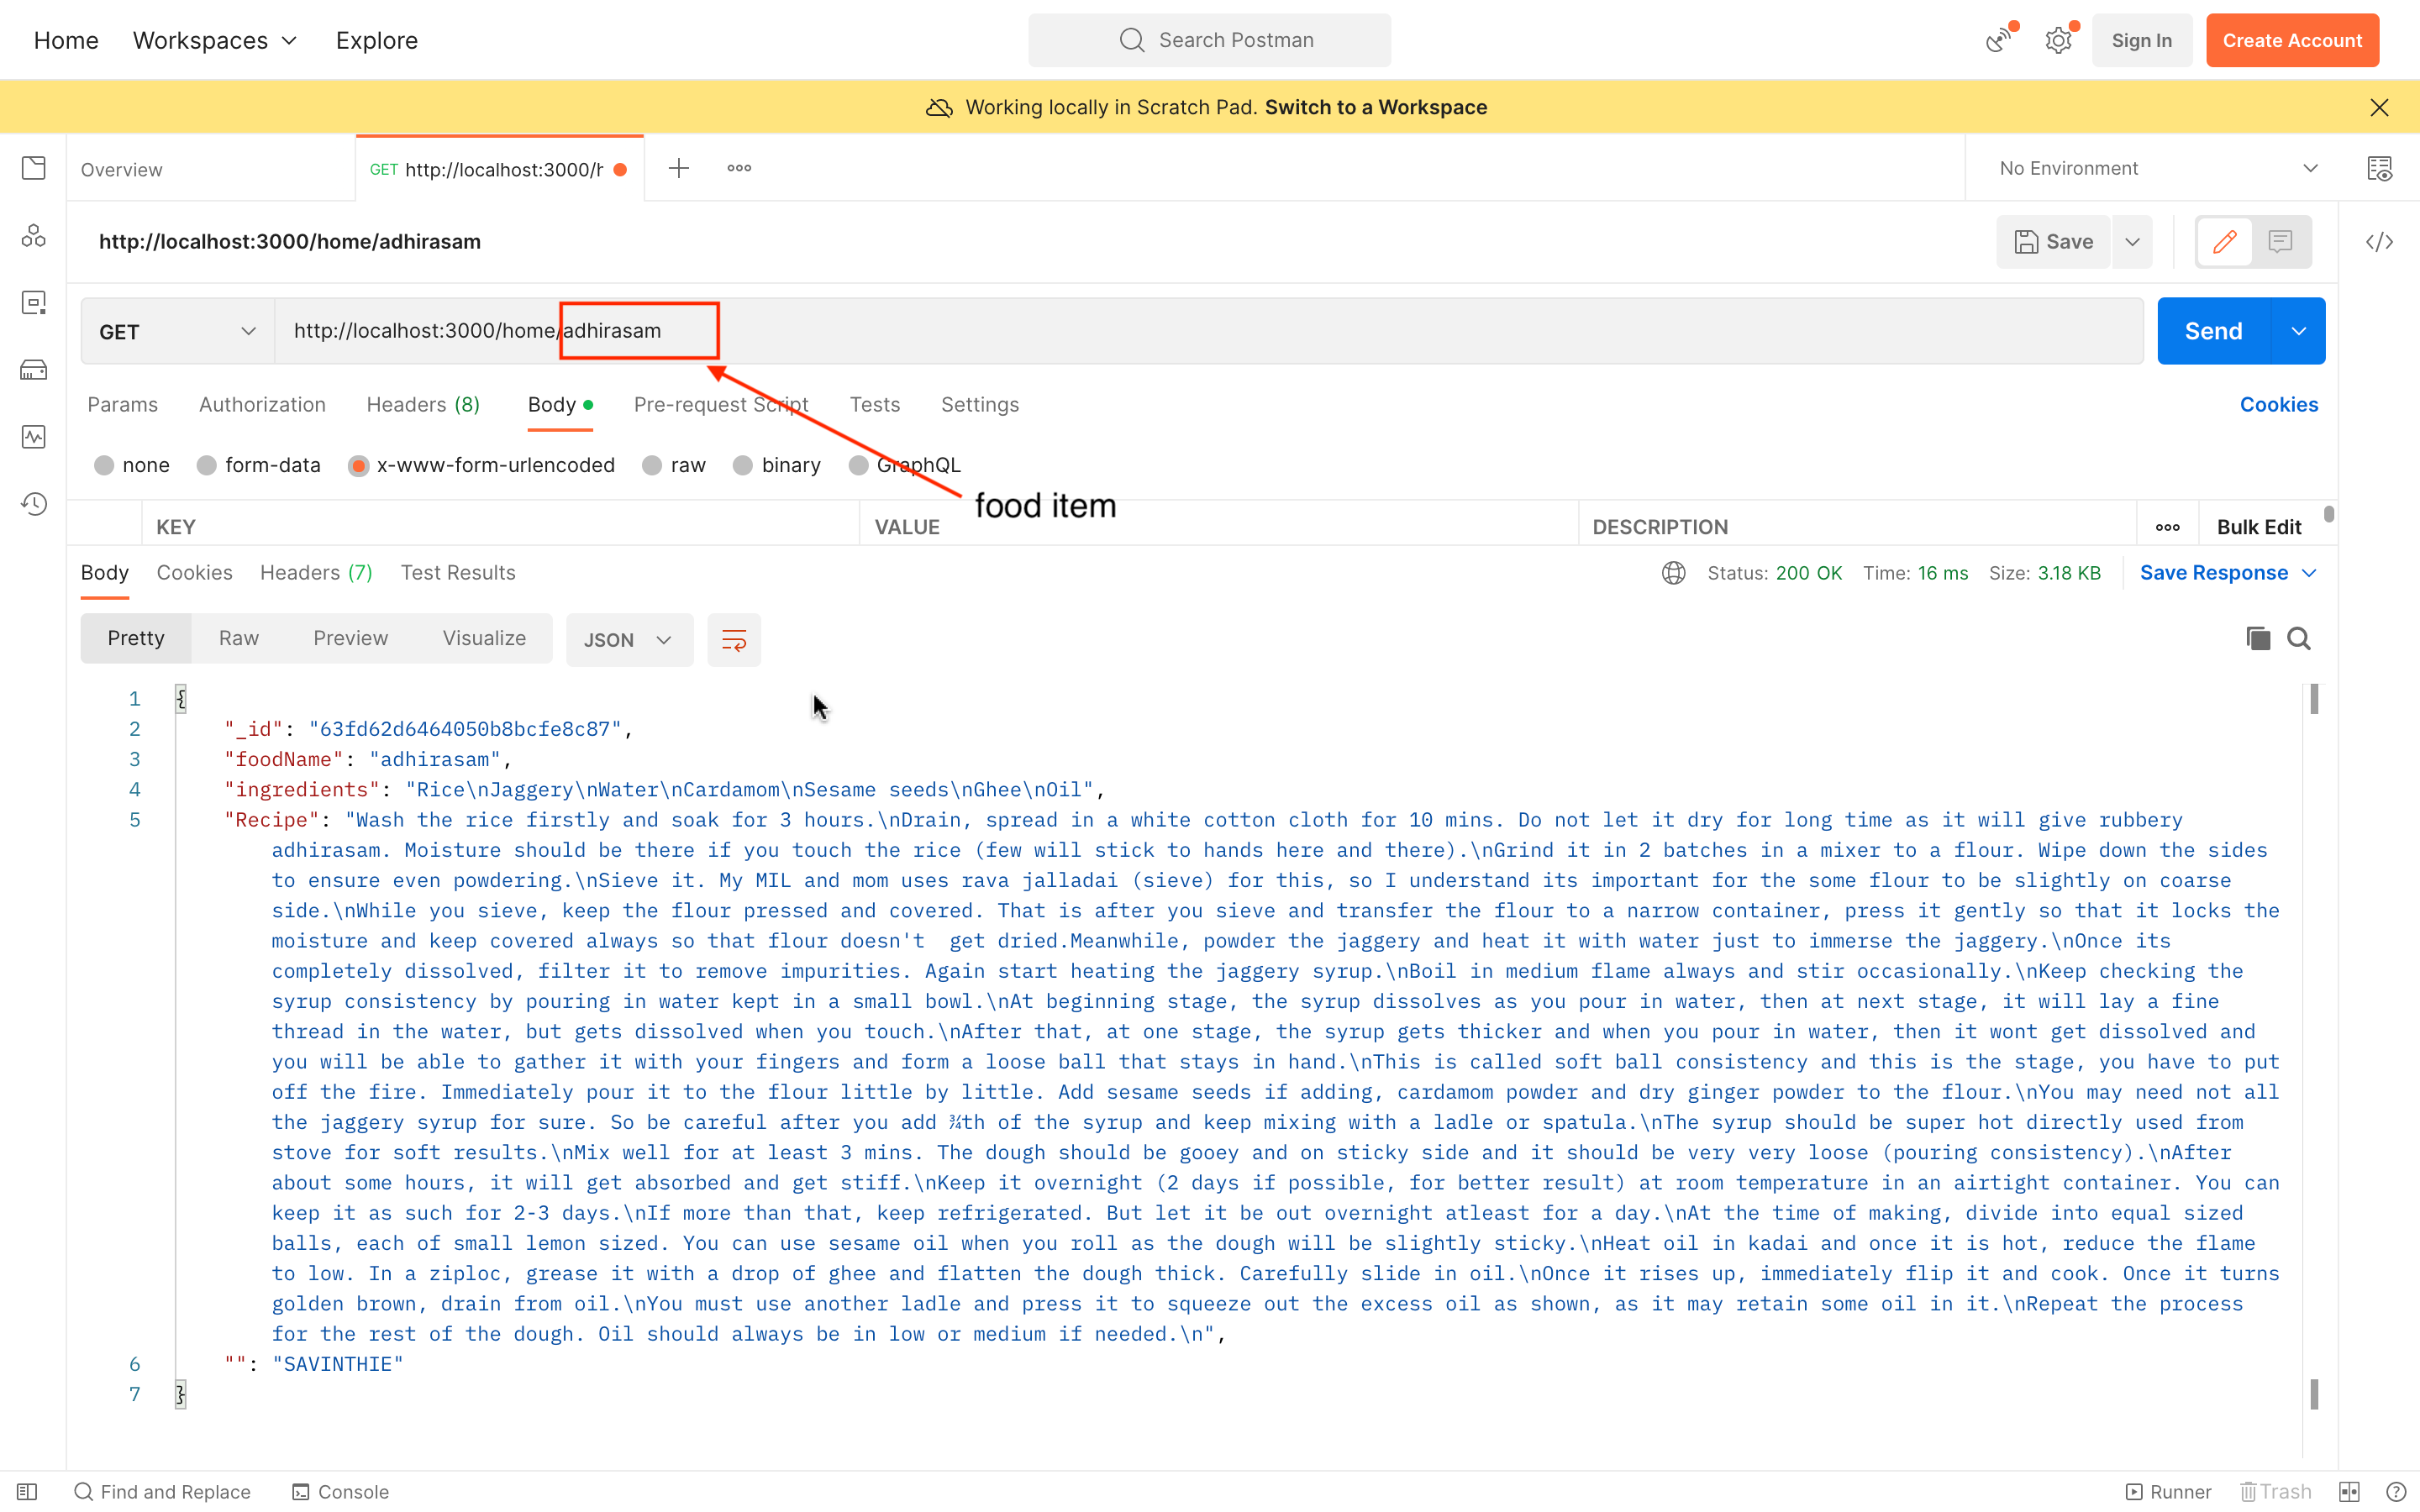 Home Workspaces Explore Search Postman Sign In Create Account
Working locally in Scratch Pad. Switch to a Workspace
Overview GET http://localhost:3000/h No Environment
http://localhost:3000/home/adhirasam Save
GET http://localhost:3000/home/adhirasam Send
Params Authorization Headers (8) Body Pre-request Script Tests Settings Cookies
none form-data x-www-form-urlencoded raw binary GraphQL
food item
KEY VALUE DESCRIPTION Bulk Edit
Body Cookies Headers (7) Test Results Status: 200 OK Time: 16 ms Size: 3.18 KB Save Response
Pretty Raw Preview Visualize JSON
1 {
2 "_id": "63fd62d6464050b8bcfe8c87",
3 "foodName": "adhirasam",
4 "ingredients": "Rice\nJaggery\nWater\nCardamom\nSesame seeds\nGhee\nOil",
5 "Recipe": "Wash the rice firstly and soak for 3 hours.\nDrain, spread in a white cotton cloth for 10 mins. Do not let it dry for long time as it will give rubbery
adhirasam. Moisture should be there if you touch the rice (few will stick to hands here and there).\nGrind it in 2 batches in a mixer to a flour. Wipe down the sides
to ensure even powdering.\nSieve it. My MIL and mom uses rava jalladai (sieve) for this, so I understand its important for the some flour to be slightly on coarse
side.\nWhile you sieve, keep the flour pressed and covered. That is after you sieve and transfer the flour to a narrow container, press it gently so that it locks the
moisture and keep covered always so that flour doesn't  get dried.Meanwhile, powder the jaggery and heat it with water just to immerse the jaggery.\nOnce its
completely dissolved, filter it to remove impurities. Again start heating the jaggery syrup.\nBoil in medium flame always and stir occasionally.\nKeep checking the
syrup consistency by pouring in water kept in a small bowl.\nAt beginning stage, the syrup dissolves as you pour in water, then at next stage, it will lay a fine
thread in the water, but gets dissolved when you touch.\nAfter that, at one stage, the syrup gets thicker and when you pour in water, then it wont get dissolved and
you will be able to gather it with your fingers and form a loose ball that stays in hand.\nThis is called soft ball consistency and this is the stage, you have to put
off the fire. Immediately pour it to the flour little by little. Add sesame seeds if adding, cardamom powder and dry ginger powder to the flour.\nYou may need not all
the jaggery syrup for sure. So be careful after you add ¾th of the syrup and keep mixing with a ladle or spatula.\nThe syrup should be super hot directly used from
stove for soft results.\nMix well for at least 3 mins. The dough should be gooey and on sticky side and it should be very very loose (pouring consistency).\nAfter
about some hours, it will get absorbed and get stiff.\nKeep it overnight (2 days if possible, for better result) at room temperature in an airtight container. You can
keep it as such for 2-3 days.\nIf more than that, keep refrigerated. But let it be out overnight atleast for a day.\nAt the time of making, divide into equal sized
balls, each of small lemon sized. You can use sesame oil when you roll as the dough will be slightly sticky.\nHeat oil in kadai and once it is hot, reduce the flame
to low. In a ziploc, grease it with a drop of ghee and flatten the dough thick. Carefully slide in oil.\nOnce it rises up, immediately flip it and cook. Once it turns
golden brown, drain from oil.\nYou must use another ladle and press it to squeeze out the excess oil as shown, as it may retain some oil in it.\nRepeat the process
for the rest of the dough. Oil should always be in low or medium if needed.\n",
6 "": "SAVINTHIE"
7 }
Find and Replace Console Runner Trash